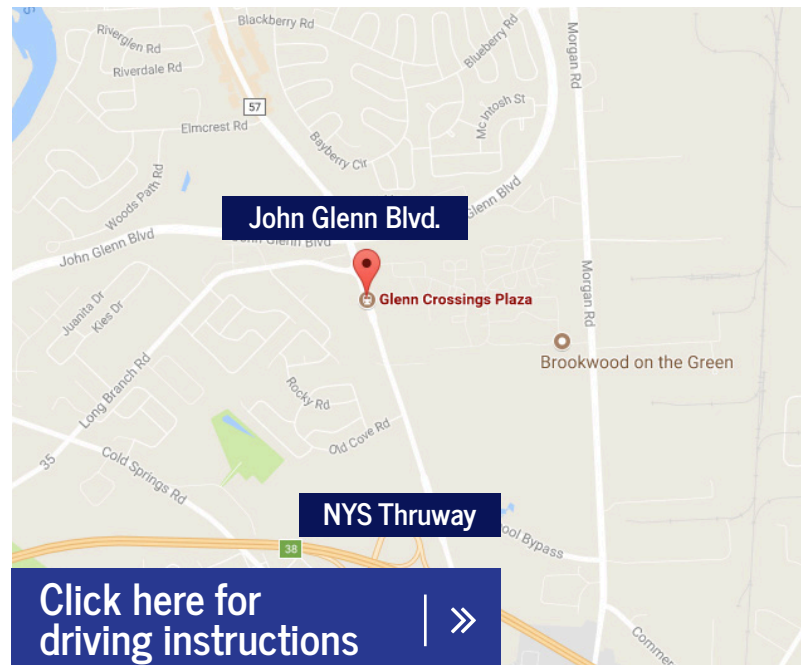 Blackberry Rd
Riverglen Rd
Riverdale Rd
Blueberry Rd
Morgan Rd
57
Elmcrest Rd
Mc Intosh St
Bayberry Cir
Woods Path Rd
John Glenn Blvd.
Glenn Blvd
John Glenn Blvd
John Glenn Blvd
Glenn Crossings Plaza
Morgan Rd
Juanita Dr
Kies Dr
Brookwood on the Green
Long Branch Rd
Rocky Rd
Old Cove Rd
35
Cold Springs Rd
NYS Thruway
ool Bypass
38
Click here for
driving instructions
Commer